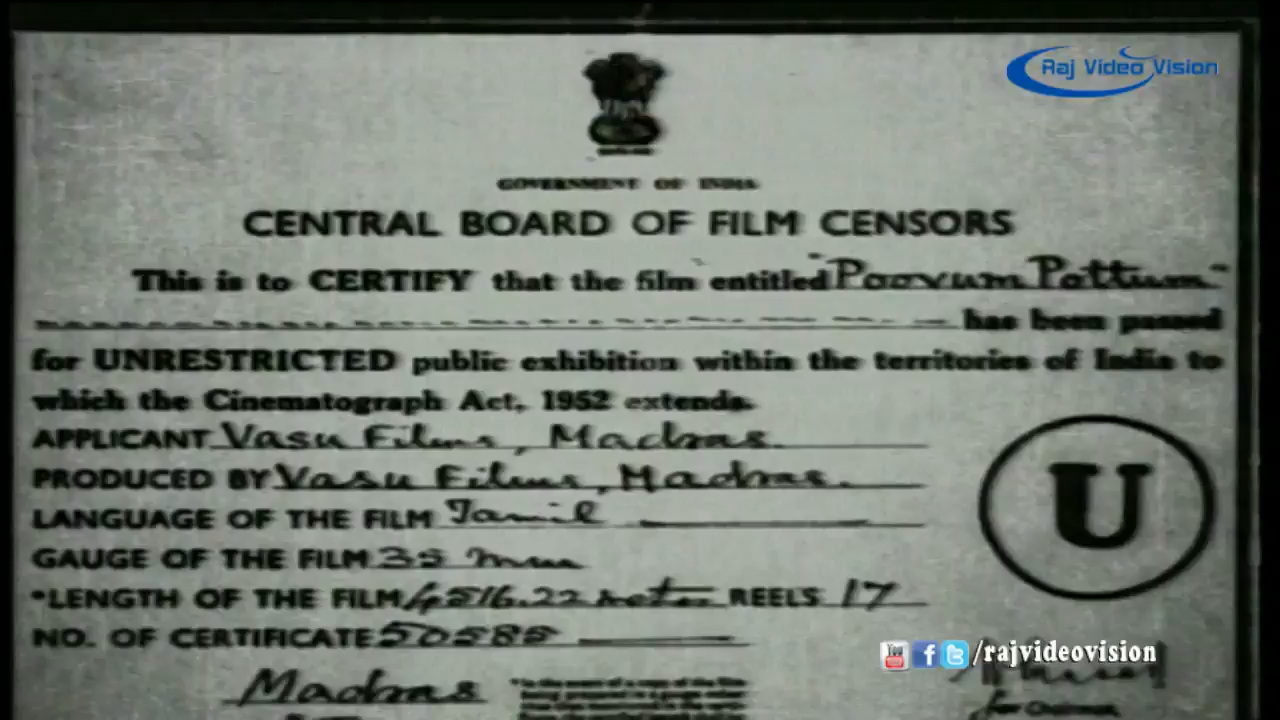 Raj Video Vision
GOVERNMENT OF INDIA
CENTRAL BOARD OF FILM CENSORS
This is to CERTIFY that the film entitled "Poovum Pottum"
has been passed
for UNRESTRICTED public exhibition within the territories of India to
which the Cinematograph Act, 1952 extends.
APPLICANT Vasu Films, Madras.
PRODUCED BY Vasu Films, Madras.
LANGUAGE OF THE FILM Tamil
GAUGE OF THE FILM 35 mm
U
*LENGTH OF THE FILM 4516.22 metres REELS 17
NO. OF CERTIFICATE 50585
/rajvideovision
Madras
for Chairman